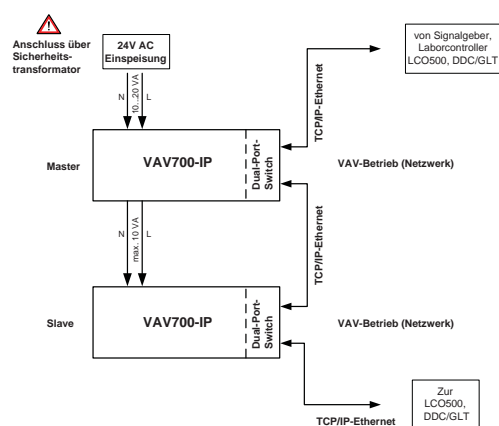 Anschluss über
Sicherheits-
transformator
24V AC
Einspeisung
von Signalgeber,
Laborcontroller
LCO500, DDC/GLT
N
10...20 VA
L
TCP/IP-Ethernet
Master
VAV700-IP
Dual-Port-
Switch
VAV-Betrieb (Netzwerk)
N
max. 10 VA
L
TCP/IP-Ethernet
Slave
VAV700-IP
Dual-Port-
Switch
VAV-Betrieb (Netzwerk)
Zur
LCO500,
DDC/GLT
TCP/IP-Ethernet